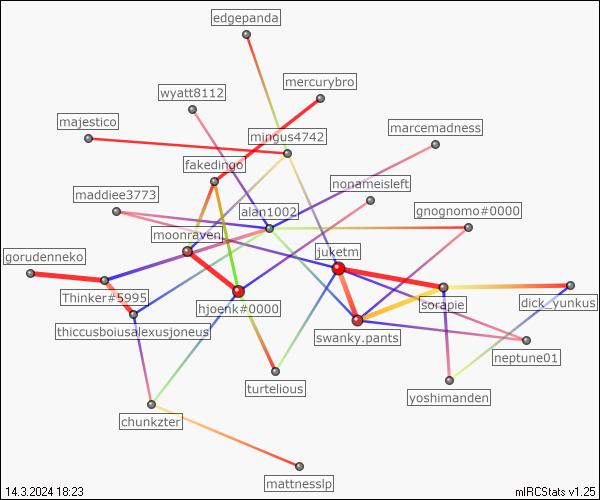 edgepanda
mercurybro
wyatt8112
majestico
marcemadness
mingus4742
fakedingo
nonameisleft
maddiee3773
alan1002
gnognomo#0000
moonraven
juketm
gorudenneko
Thinker#5995
sorapie
dick_yunkus
hjoenk#0000
thiccusboiusalexusjoneus
swanky.pants
neptune01
turtelious
yoshimanden
chunkzter
mattnesslp
14.3.2024 18:23
mIRCStats v1.25